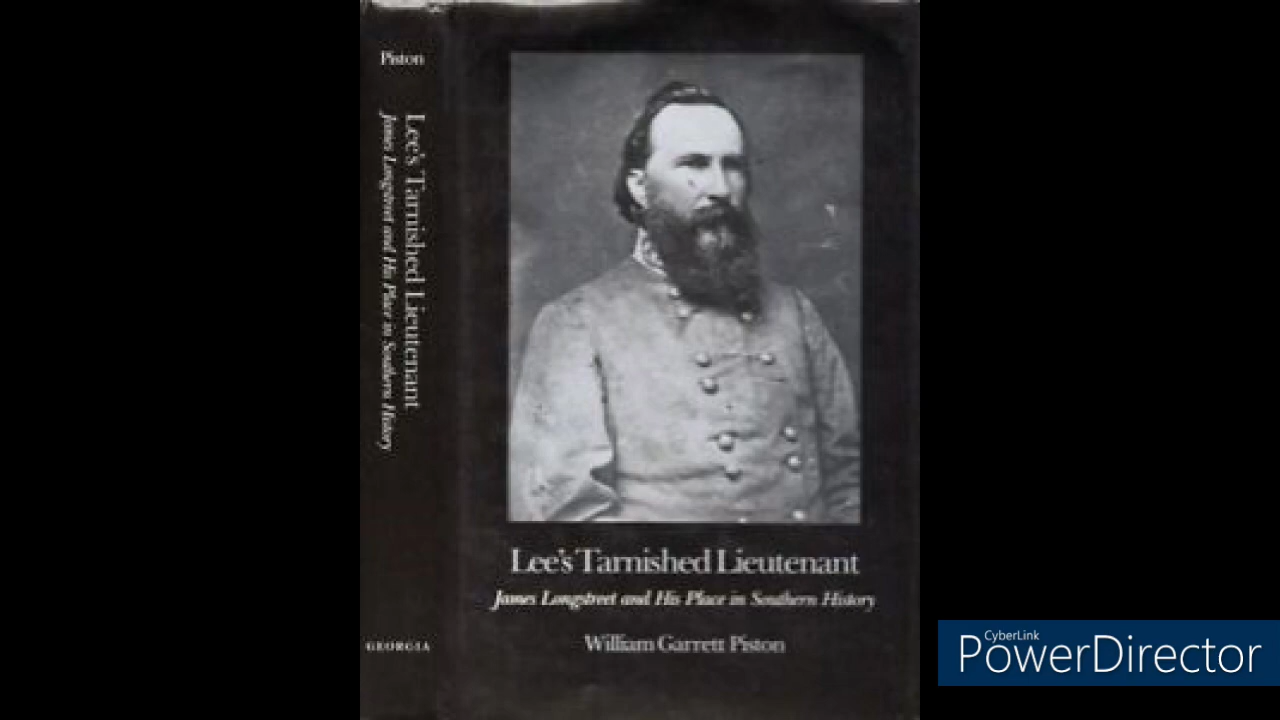 Piston
Lee's Tarnished Lieutenant
James Longstreet and His Place in Southern History
GEORGIA
Lee's Tarnished Lieutenant
James Longstreet and His Place in Southern History
William Garrett Piston
CyberLink
PowerDirector